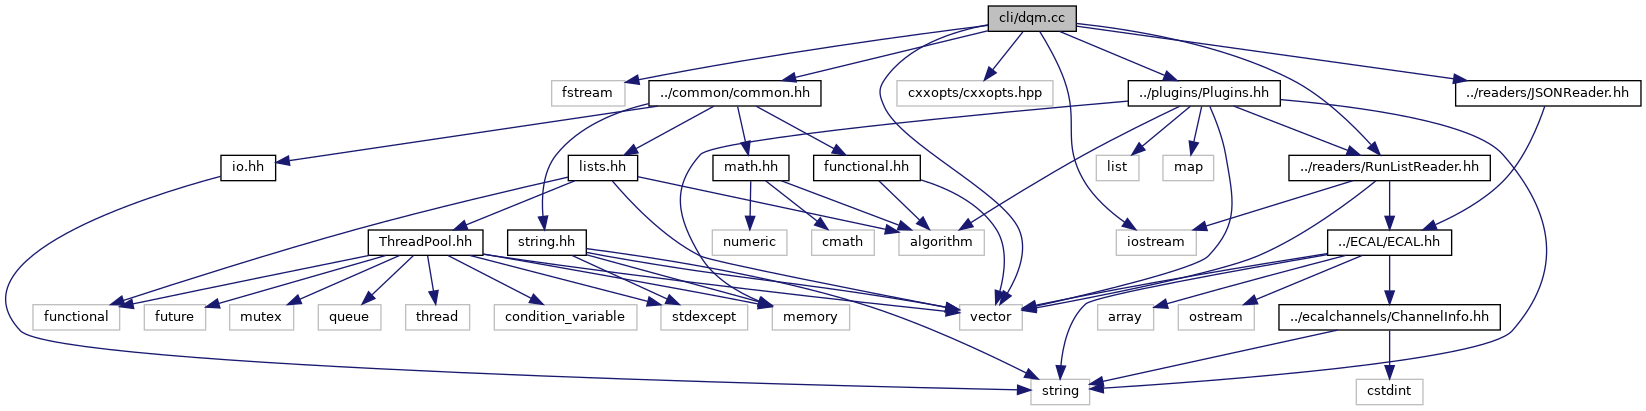 cli/dqm.cc
fstream
../common/common.hh
cxxopts/cxxopts.hpp
../plugins/Plugins.hh
../readers/JSONReader.hh
io.hh
lists.hh
math.hh
functional.hh
list
map
../readers/RunListReader.hh
ThreadPool.hh
string.hh
numeric
cmath
algorithm
iostream
../ECAL/ECAL.hh
functional
future
mutex
queue
thread
condition_variable
stdexcept
memory
vector
array
ostream
../ecalchannels/ChannelInfo.hh
string
cstdint